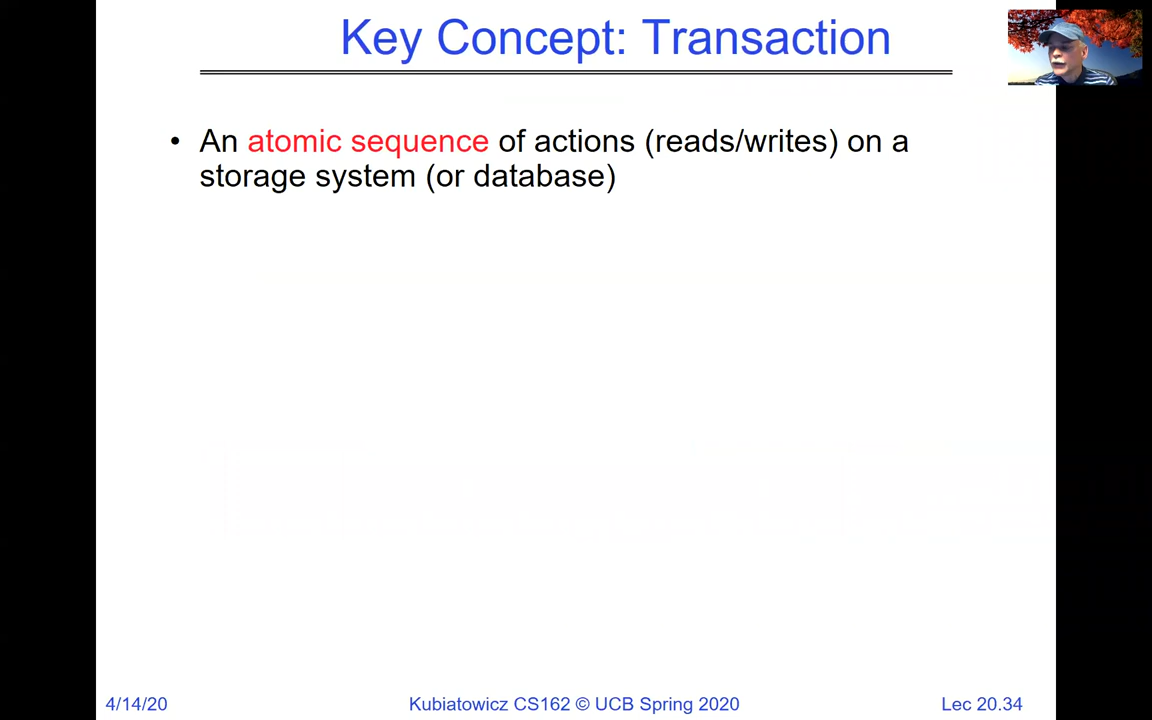 Key Concept: Transaction
• An atomic sequence of actions (reads/writes) on a
storage system (or database)
4/14/20 Kubiatowicz CS162 © UCB Spring 2020 Lec 20.34